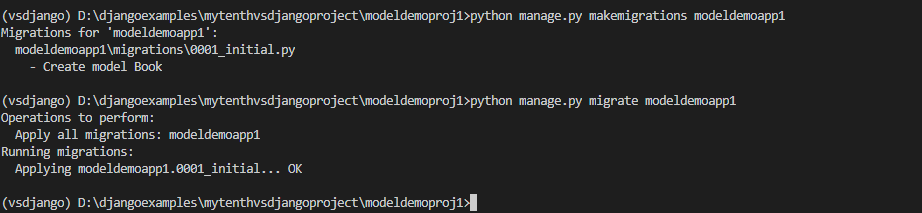 (vsdjango) D:\djangoexamples\mytenthvsdjangoproject\modeldemoproj1>python manage.py makemigrations modeldemoapp1
Migrations for 'modeldemoapp1':
  modeldemoapp1\migrations\0001_initial.py
    - Create model Book
(vsdjango) D:\djangoexamples\mytenthvsdjangoproject\modeldemoproj1>python manage.py migrate modeldemoapp1
Operations to perform:
  Apply all migrations: modeldemoapp1
Running migrations:
  Applying modeldemoapp1.0001_initial... OK
(vsdjango) D:\djangoexamples\mytenthvsdjangoproject\modeldemoproj1>